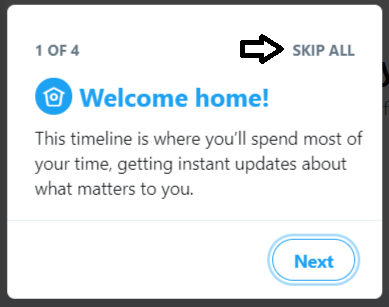 1 OF 4 SKIP ALL
Welcome home!
This timeline is where you'll spend most of
your time, getting instant updates about
what matters to you.
Next